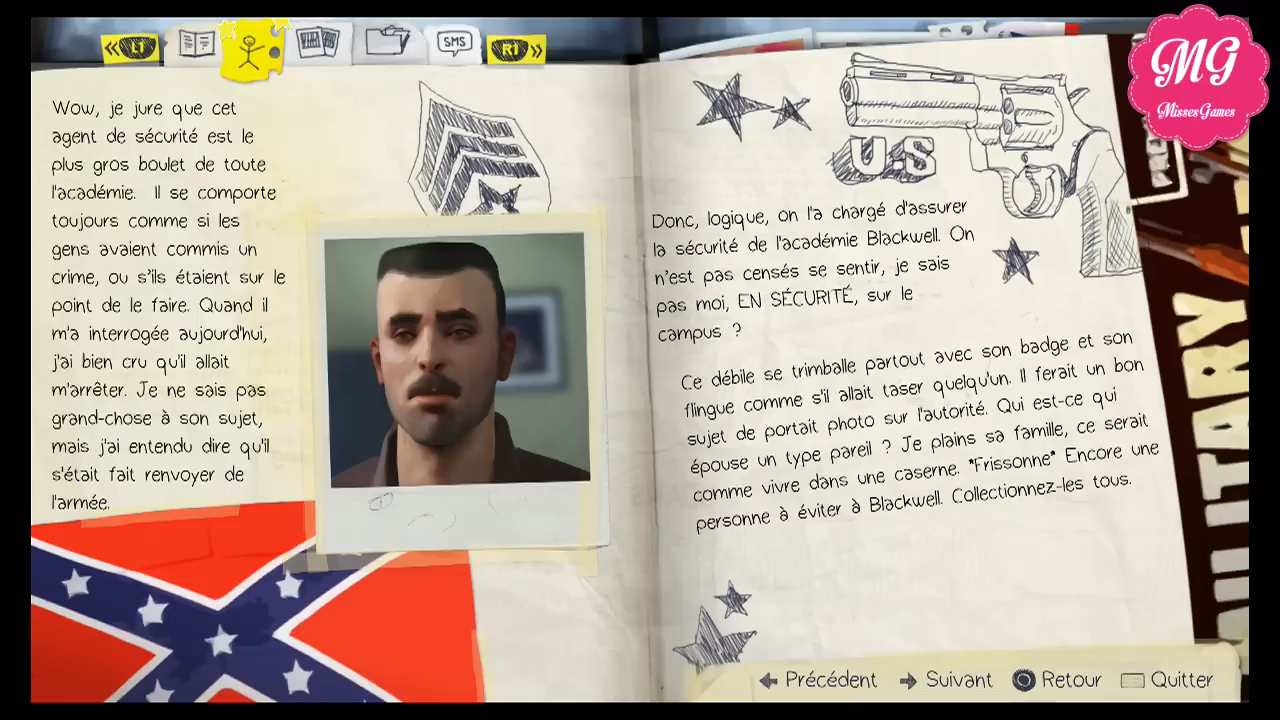 LT
SMS
R1
MG
MissesGames
Wow, je jure que cet
agent de sécurité est le
plus gros boulet de toute
l'académie. Il se comporte
toujours comme si les
gens avaient commis un
crime, ou s'ils étaient sur le
point de le faire. Quand il
m'a interrogée aujourd'hui,
j'ai bien cru qu'il allait
m'arrêter. Je ne sais pas
grand-chose à son sujet,
mais j'ai entendu dire qu'il
s'était fait renvoyer de
l'armée.
U.S
Donc, logique, on l'a chargé d'assurer
la sécurité de l'académie Blackwell. On
n'est pas censés se sentir, je sais
pas moi, EN SÉCURITÉ, sur le
campus ?
Ce débile se trimballe partout avec son badge et son
flingue comme s'il allait taser quelqu'un. Il ferait un bon
sujet de portait photo sur l'autorité. Qui est-ce qui
épouse un type pareil ? Je plains sa famille, ce serait
comme vivre dans une caserne. *Frissonne* Encore une
personne à éviter à Blackwell. Collectionnez-les tous.
MILITARY
Précédent
Suivant
Retour
Quitter